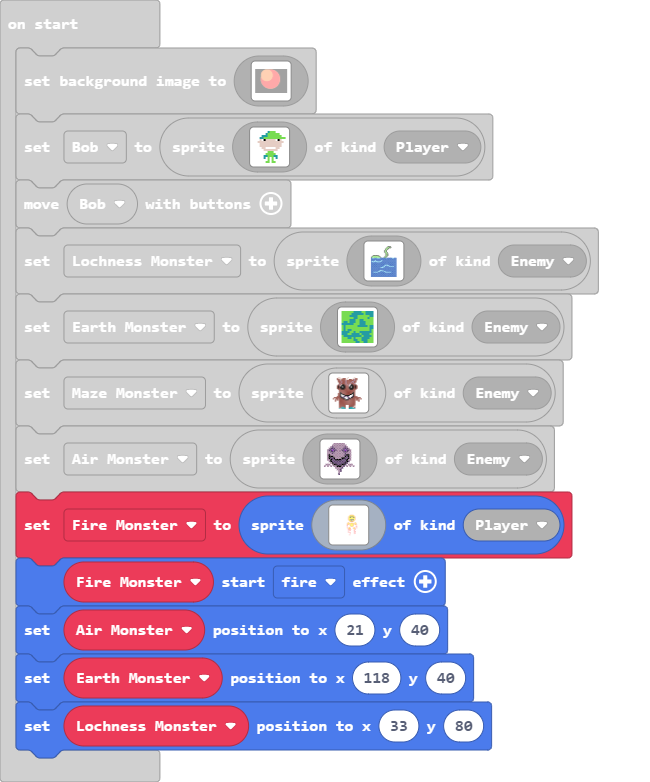 on start
set background image to
set Bob to sprite of kind Player
move Bob with buttons
set Lochness Monster to sprite of kind Enemy
set Earth Monster to sprite of kind Enemy
set Maze Monster to sprite of kind Enemy
set Air Monster to sprite of kind Enemy
set Fire Monster to sprite of kind Player
Fire Monster start fire effect
set Air Monster position to x 21 y 40
set Earth Monster position to x 118 y 40
set Lochness Monster position to x 33 y 80